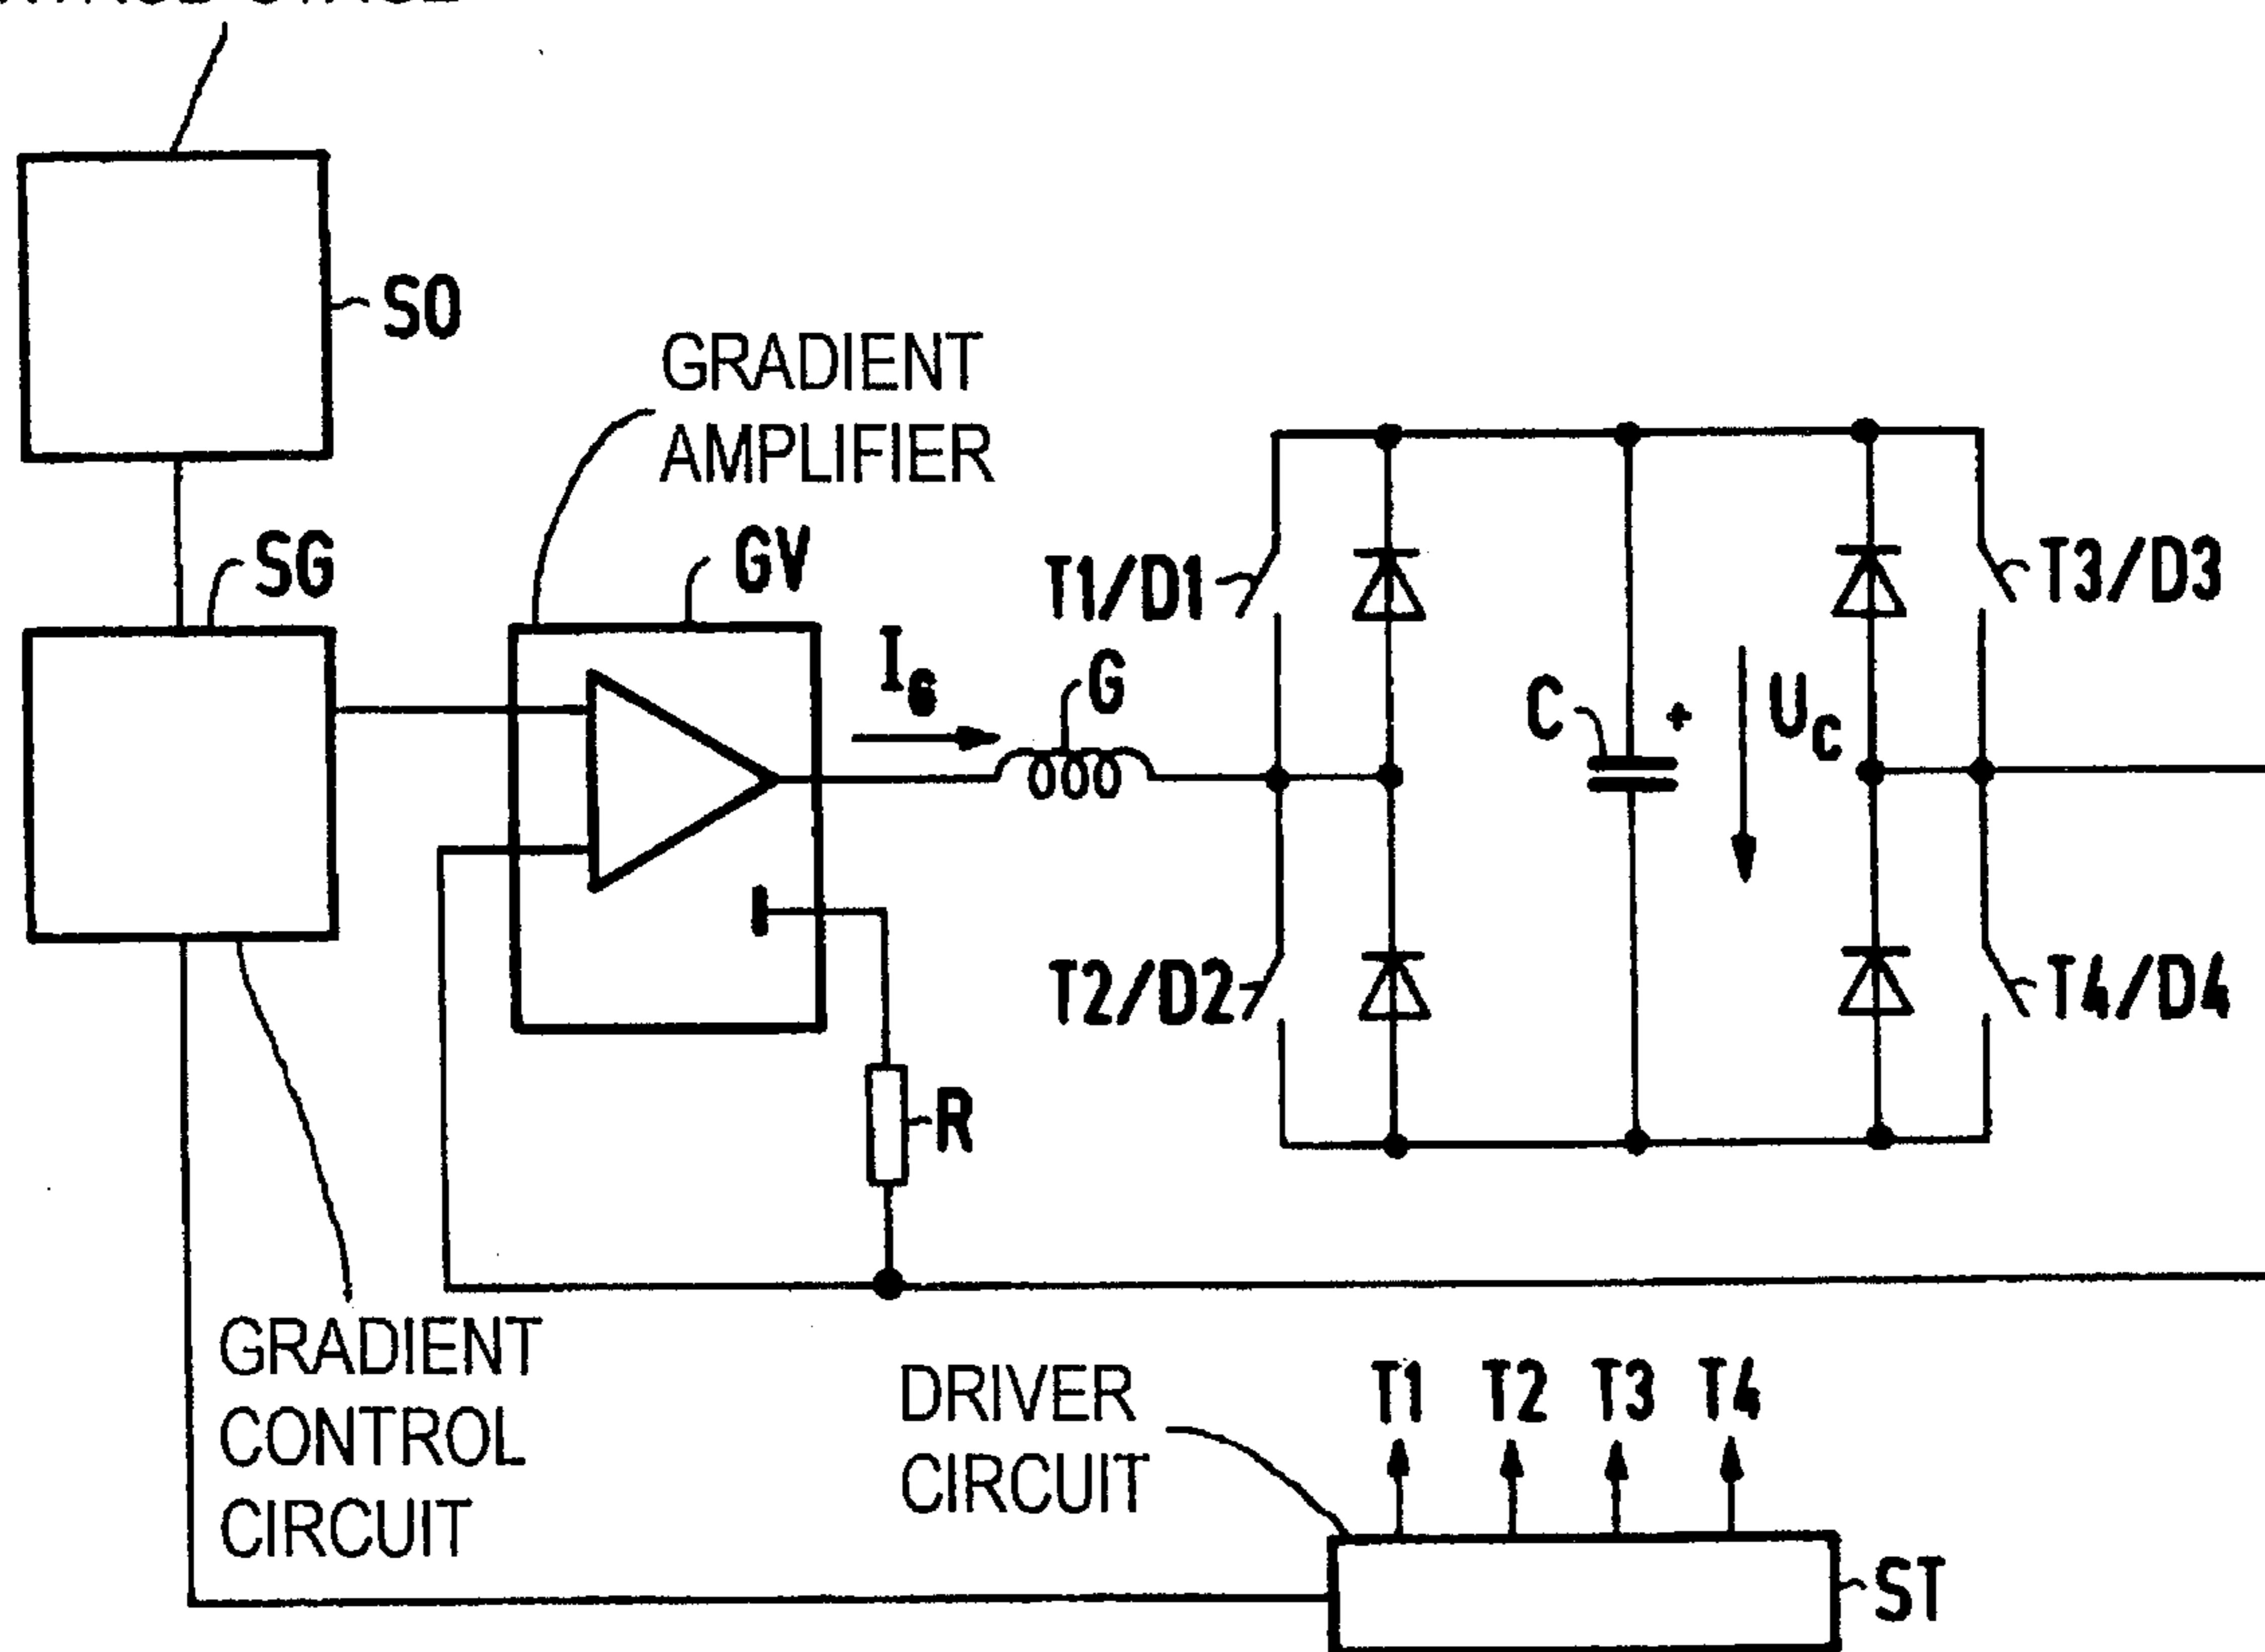 SO
GRADIENT
AMPLIFIER
SG
GV
T1/D1
T3/D3
I_G
G
C
+
U_C
T2/D2
T4/D4
R
GRADIENT
CONTROL
CIRCUIT
DRIVER
CIRCUIT
T1 T2 T3 T4
ST